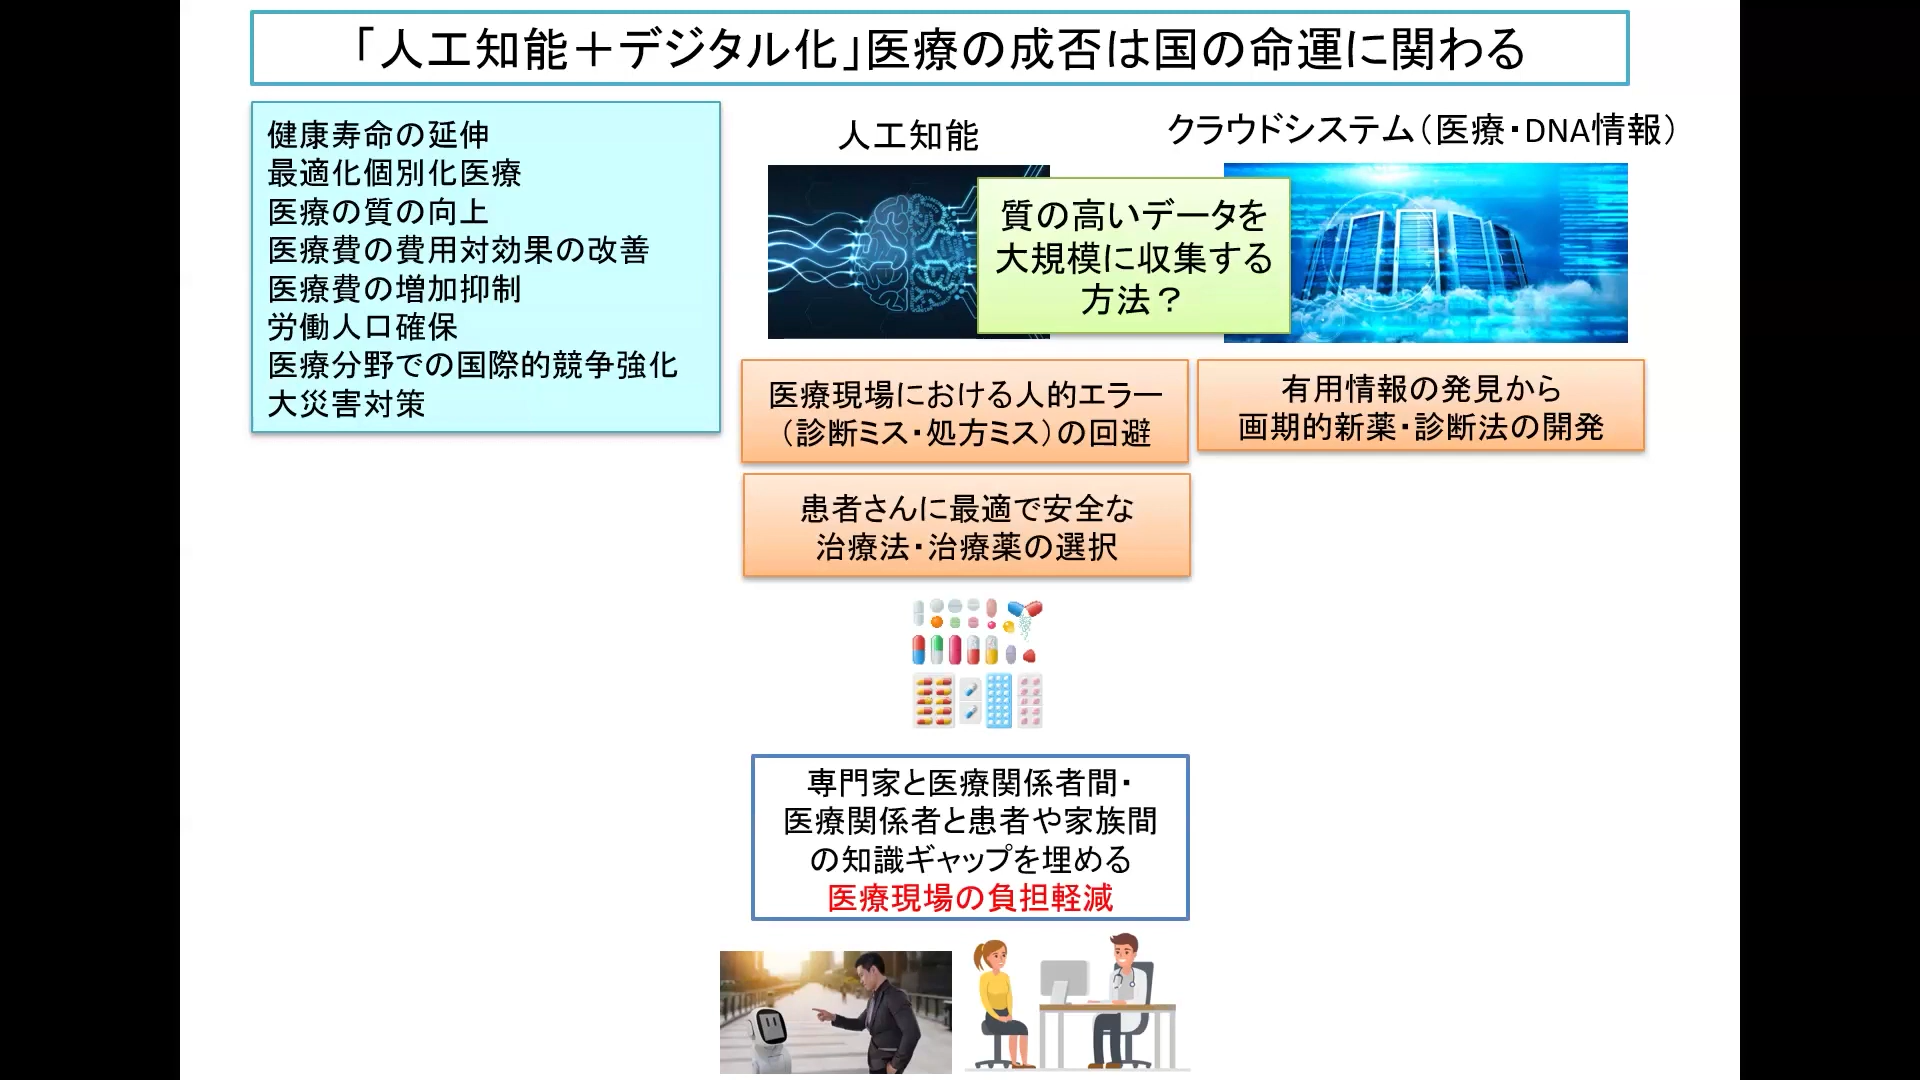 「人工知能＋デジタル化」医療の成否は国の命運に関わる
健康寿命の延伸
最適化個別化医療
医療の質の向上
医療費の費用対効果の改善
医療費の増加抑制
労働人口確保
医療分野での国際的競争強化
大災害対策
人工知能
クラウドシステム（医療・DNA情報）
質の高いデータを
大規模に収集する
方法？
医療現場における人的エラー
（診断ミス・処方ミス）の回避
有用情報の発見から
画期的新薬・診断法の開発
患者さんに最適で安全な
治療法・治療薬の選択
専門家と医療関係者間・
医療関係者と患者や家族間
の知識ギャップを埋める
医療現場の負担軽減